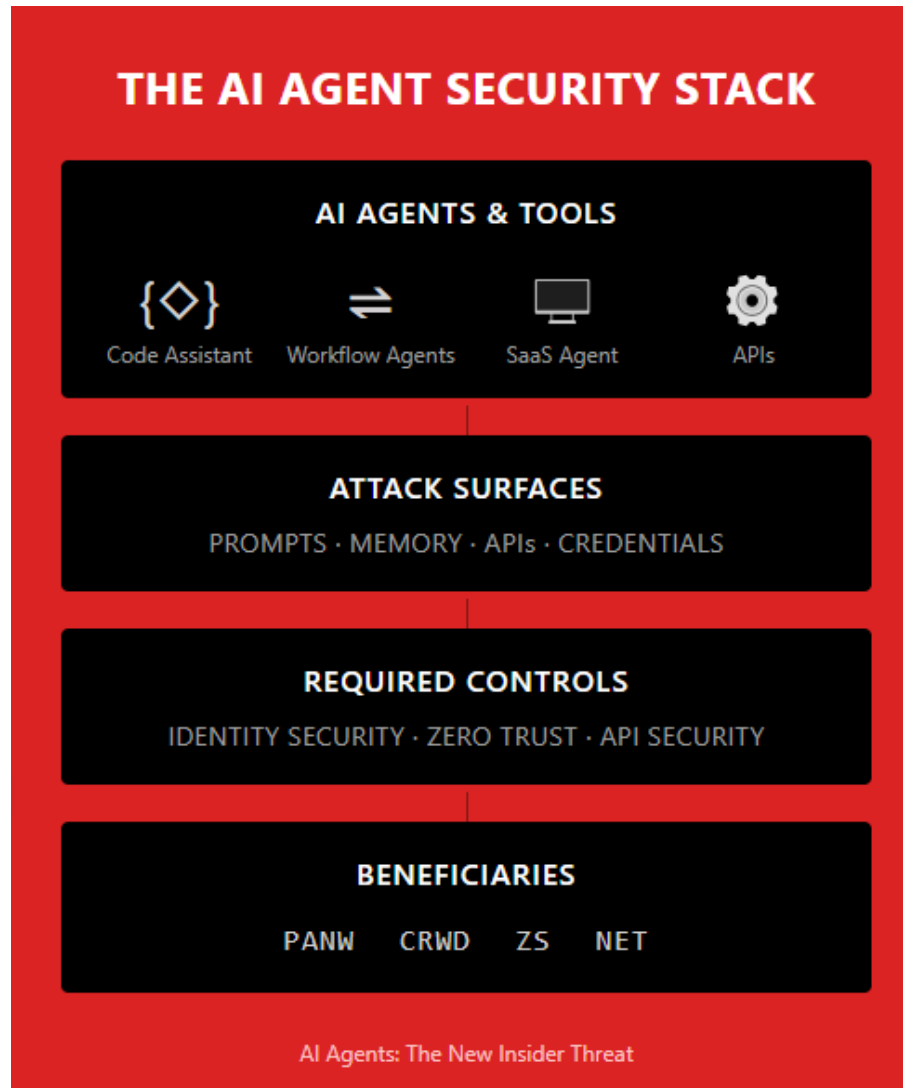 THE AI AGENT SECURITY STACK
AI AGENTS & TOOLS
Code Assistant Workflow Agents SaaS Agent APIs
ATTACK SURFACES
PROMPTS · MEMORY · APIs · CREDENTIALS
REQUIRED CONTROLS
IDENTITY SECURITY · ZERO TRUST · API SECURITY
BENEFICIARIES
PANW CRWD ZS NET
AI Agents: The New Insider Threat